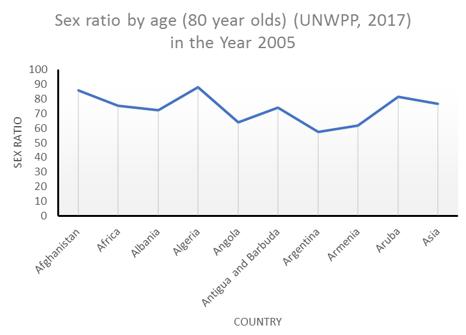 Sex ratio by age (80 year olds) (UNWPP, 2017)
in the Year 2005
100
90
80
70
60
50
40
30
20
10
0
SEX RATIO
Afghanistan
Africa
Albania
Algeria
Angola
Antigua and Barbuda
Argentina
Armenia
Aruba
Asia
COUNTRY